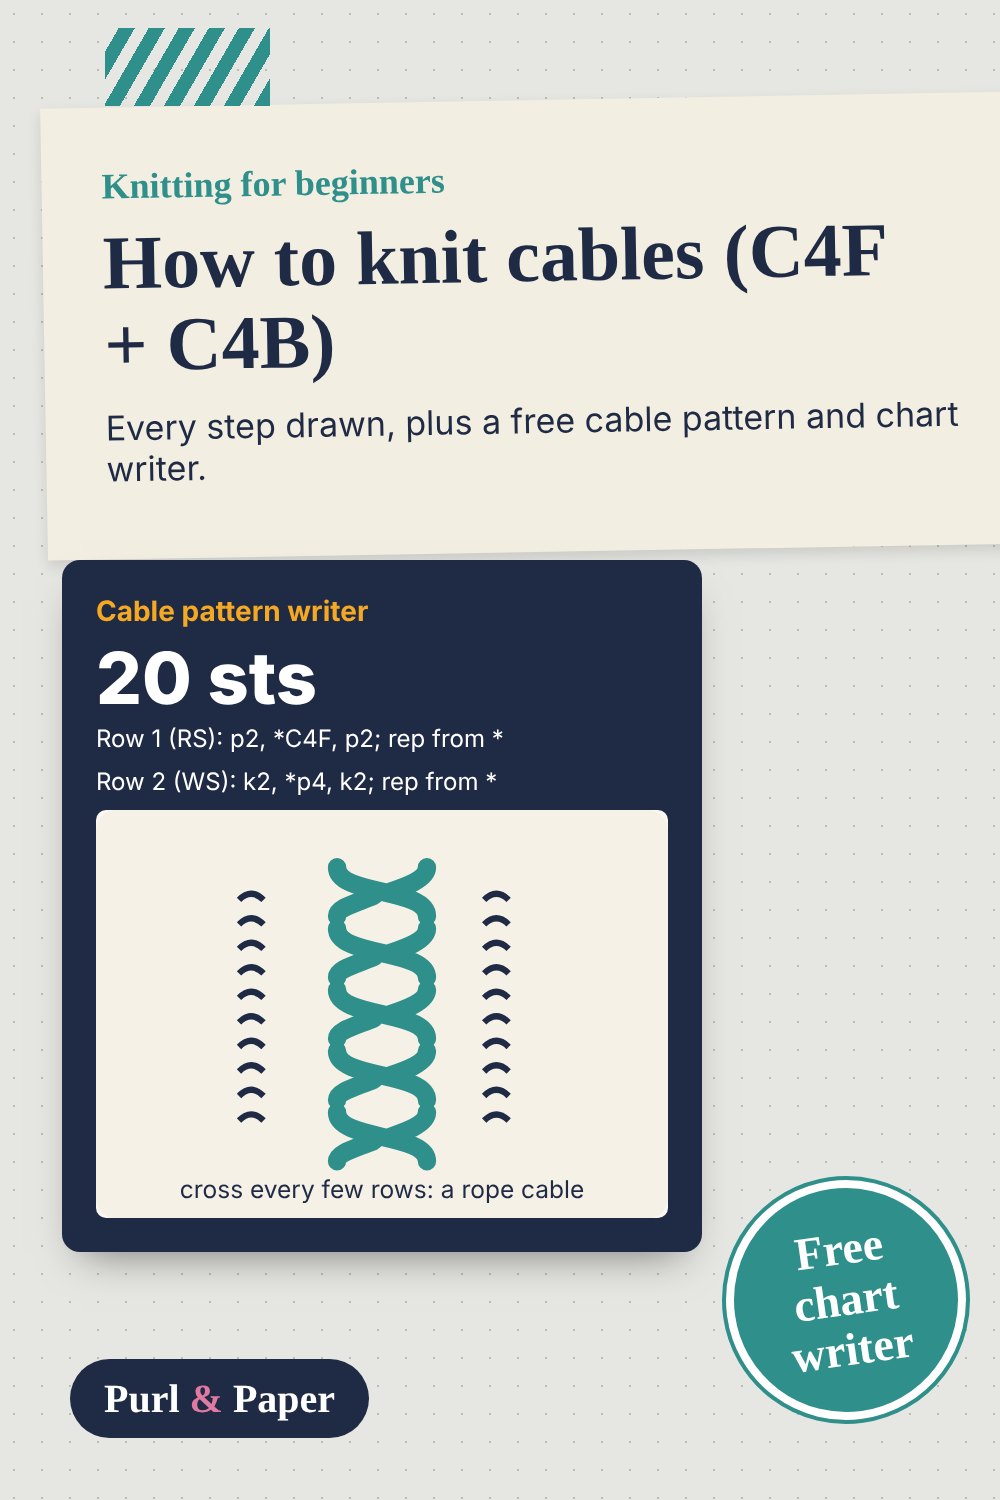 Knitting for beginners
How to knit cables (C4F
+ C4B)
Every step drawn, plus a free cable pattern and chart
writer.
Cable pattern writer
20 sts
Row 1 (RS): p2, *C4F, p2; rep from *
Row 2 (WS): k2, *p4, k2; rep from *
cross every few rows: a rope cable
Free
chart
writer
Purl & Paper